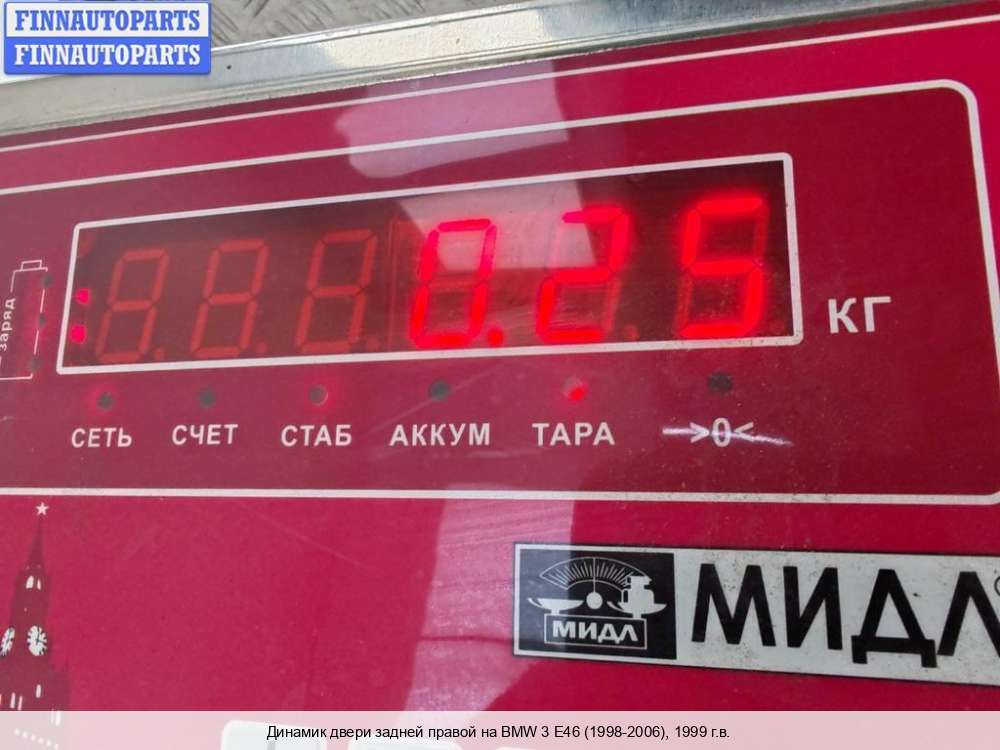 FINNAUTOPARTS
FINNAUTOPARTS
заряд
0.25
КГ
СЕТЬ СЧЕТ СТАБ АККУМ ТАРА >0<
МИДЛ
МИДЛ
Динамик двери задней правой на BMW 3 E46 (1998-2006), 1999 г.в.